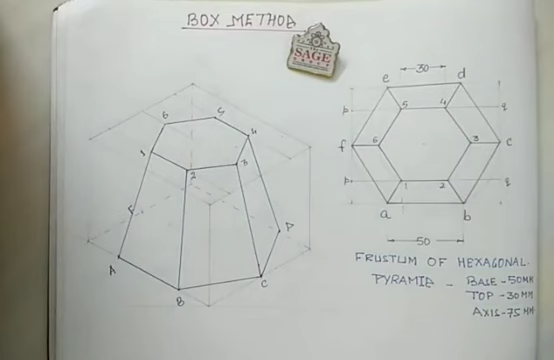 BOX METHOD
SAGE
30
e
d
5
4
p
q
f
6
3
c
p
q
1
2
a
b
50
6
5
4
1
2
3
F
D
A
B
C
FRUSTUM OF HEXAGONAL
PYRAMID - BASE - 50MM
TOP - 30MM
AXIS - 75MM